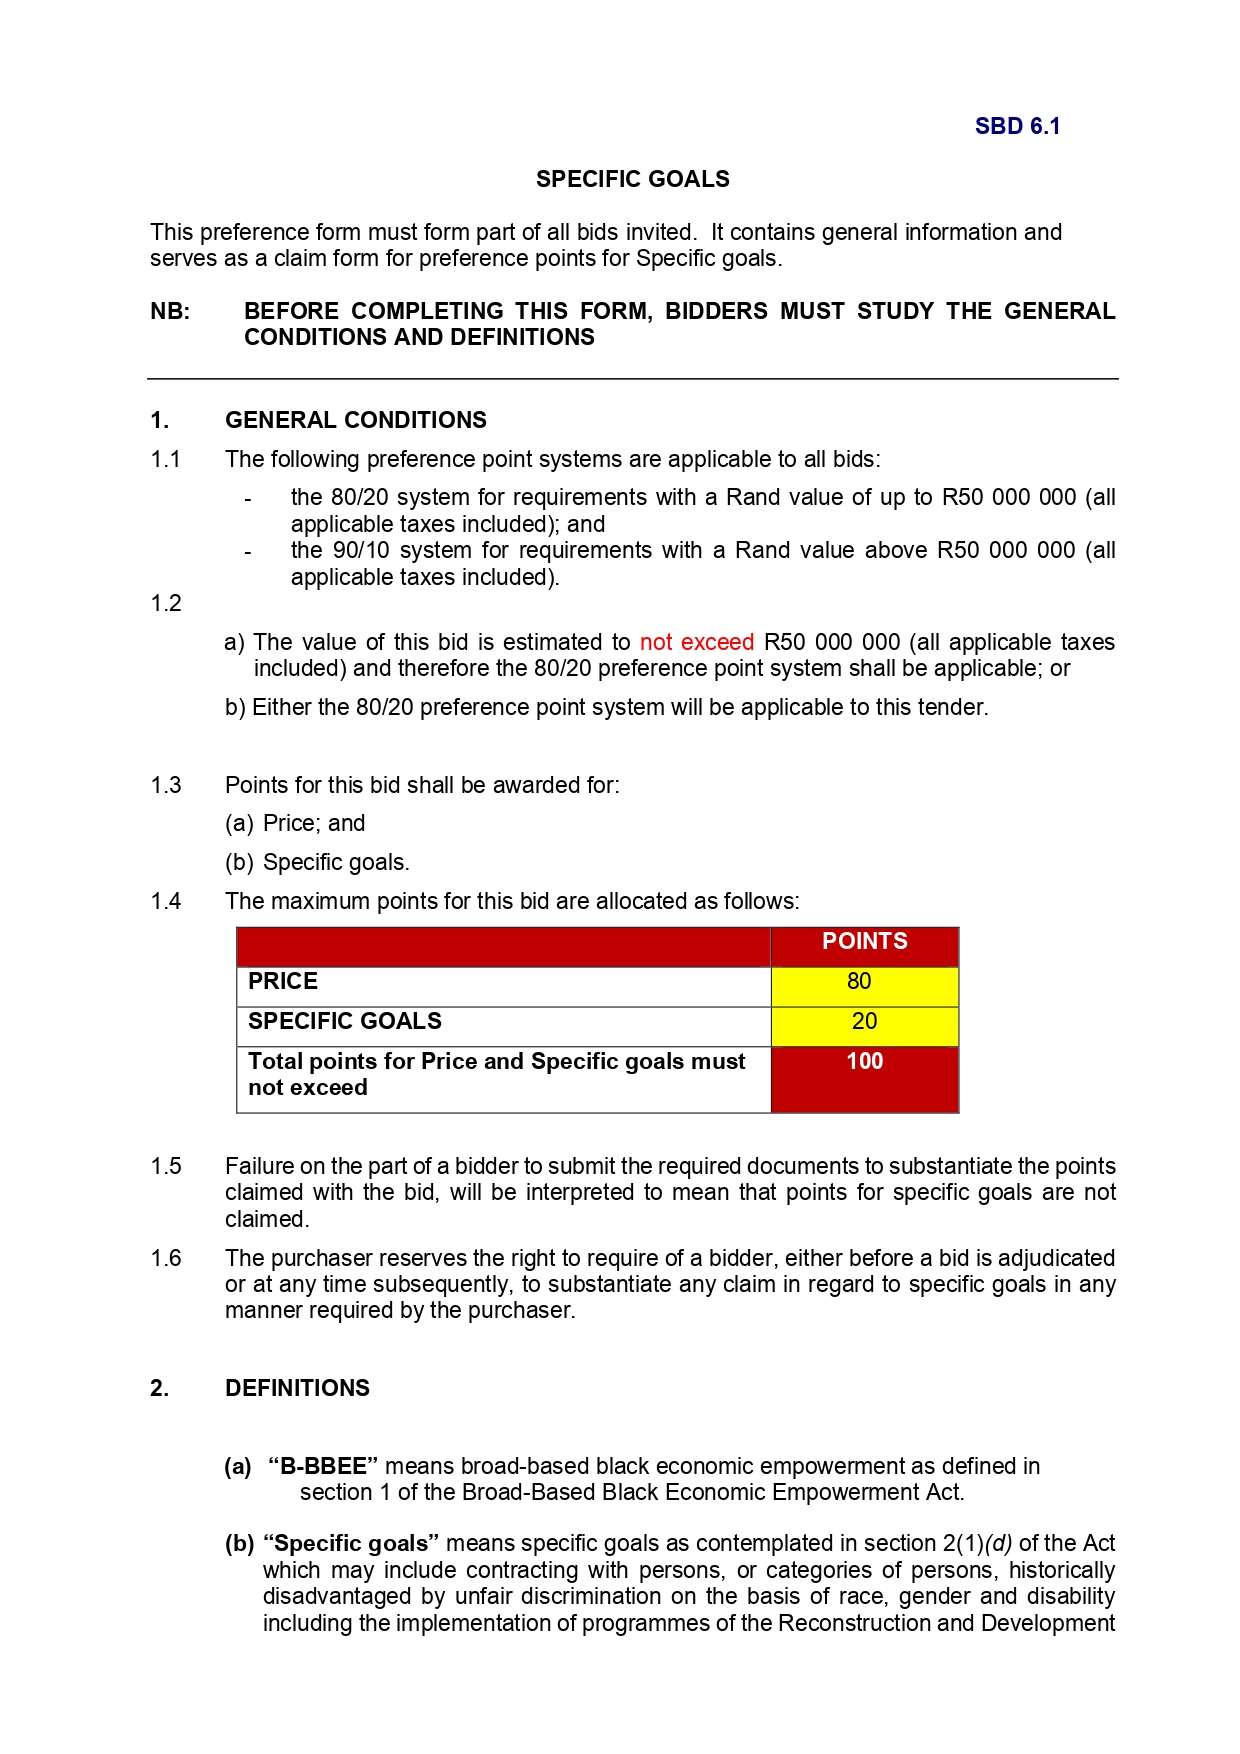 SBD 6.1
SPECIFIC GOALS
This preference form must form part of all bids invited.  It contains general information and
serves as a claim form for preference points for Specific goals.
NB: BEFORE COMPLETING THIS FORM, BIDDERS MUST STUDY THE GENERAL
CONDITIONS AND DEFINITIONS
1. GENERAL CONDITIONS
1.1 The following preference point systems are applicable to all bids:
- the 80/20 system for requirements with a Rand value of up to R50 000 000 (all
applicable taxes included); and
- the 90/10 system for requirements with a Rand value above R50 000 000 (all
applicable taxes included).
1.2
a) The value of this bid is estimated to not exceed R50 000 000 (all applicable taxes
included) and therefore the 80/20 preference point system shall be applicable; or
b) Either the 80/20 preference point system will be applicable to this tender.
1.3 Points for this bid shall be awarded for:
(a) Price; and
(b) Specific goals.
1.4 The maximum points for this bid are allocated as follows:
POINTS
PRICE 80
SPECIFIC GOALS 20
Total points for Price and Specific goals must 100
not exceed
1.5 Failure on the part of a bidder to submit the required documents to substantiate the points
claimed with the bid, will be interpreted to mean that points for specific goals are not
claimed.
1.6 The purchaser reserves the right to require of a bidder, either before a bid is adjudicated
or at any time subsequently, to substantiate any claim in regard to specific goals in any
manner required by the purchaser.
2. DEFINITIONS
(a) “B-BBEE” means broad-based black economic empowerment as defined in
section 1 of the Broad-Based Black Economic Empowerment Act.
(b) “Specific goals” means specific goals as contemplated in section 2(1)(d) of the Act
which may include contracting with persons, or categories of persons, historically
disadvantaged by unfair discrimination on the basis of race, gender and disability
including the implementation of programmes of the Reconstruction and Development